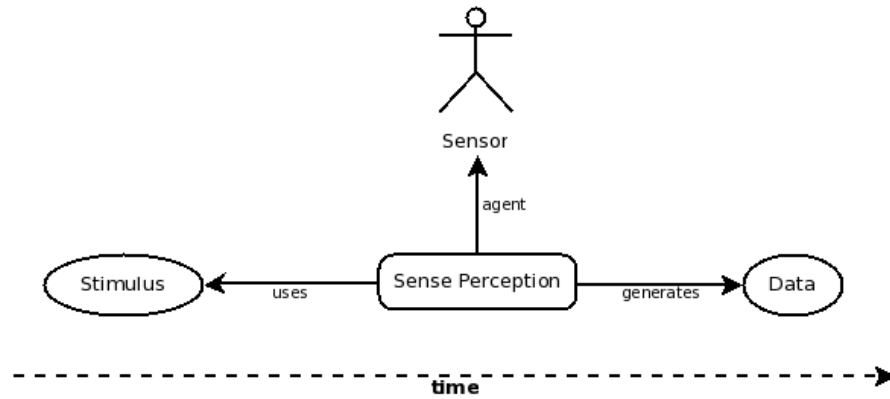 Sensor
agent
Stimulus
uses
Sense Perception
generates
Data
time